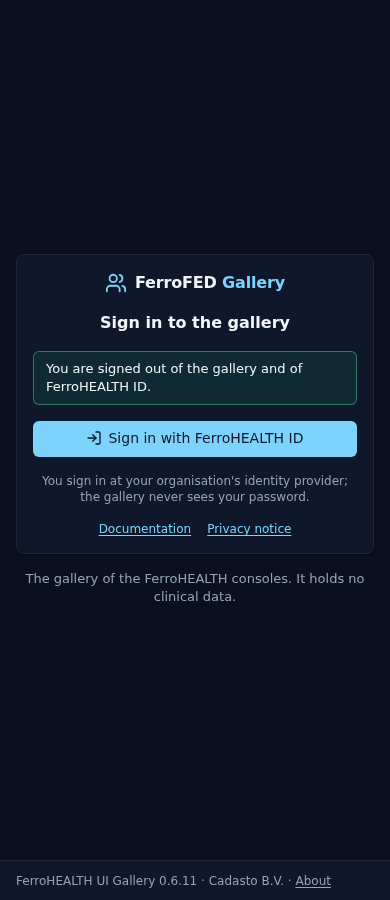 FerroFED Gallery
Sign in to the gallery
You are signed out of the gallery and of
FerroHEALTH ID.
Sign in with FerroHEALTH ID
You sign in at your organisation's identity provider;
the gallery never sees your password.
Documentation Privacy notice
The gallery of the FerroHEALTH consoles. It holds no
clinical data.
FerroHEALTH UI Gallery 0.6.11 · Cadasto B.V. · About